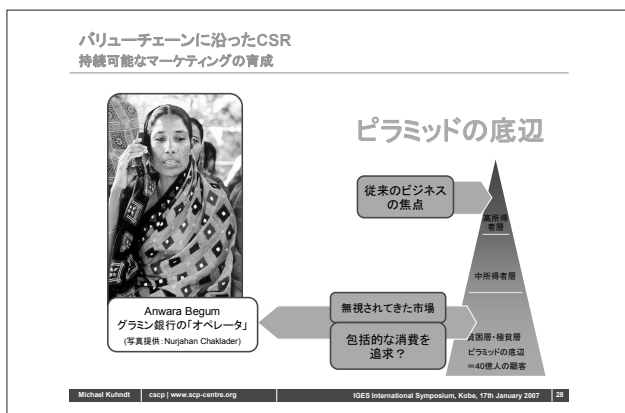 バリューチェーンに沿ったCSR
持続可能なマーケティングの育成
ピラミッドの底辺
従来のビジネス
の焦点
高所得
者層
中所得者層
無視されてきた市場
包括的な消費を
追求？
貧困層・極貧層
ピラミッドの底辺
＝40億人の顧客
Anwara Begum
グラミン銀行の「オペレータ」
(写真提供：Nurjahan Chaklader)
Michael Kuhndt cscp | www.scp-centre.org IGES International Symposium, Kobe, 17th January 2007 28